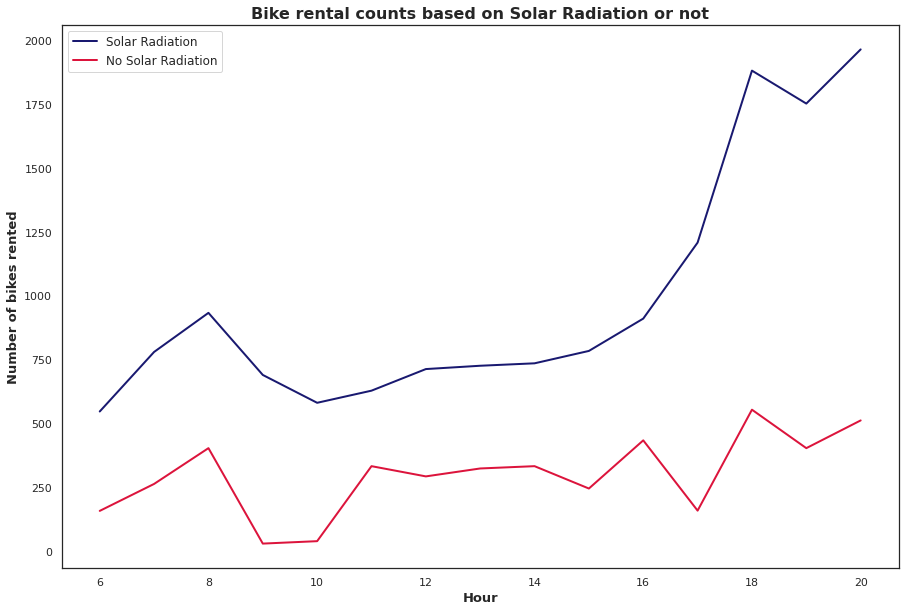 Bike rental counts based on Solar Radiation or not
Solar Radiation
No Solar Radiation
2000
1750
1500
1250
1000
750
500
250
0
Number of bikes rented
6 8 10 12 14 16 18 20
Hour